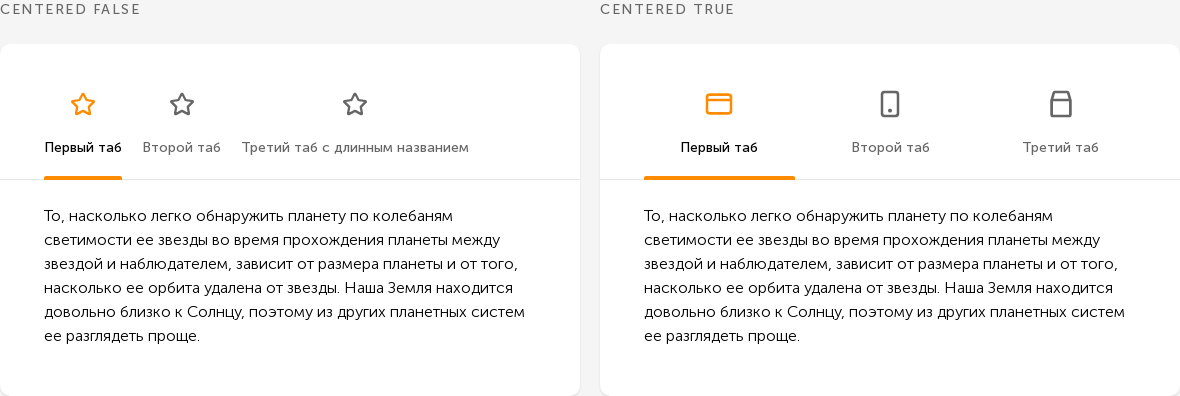 CENTERED FALSE
Первый таб
Второй таб
Третий таб с длинным названием
То, насколько легко обнаружить планету по колебаням
светимости ее звезды во время прохождения планеты между
звездой и наблюдателем, зависит от размера планеты и от того,
насколько ее орбита удалена от звезды. Наша Земля находится
довольно близко к Солнцу, поэтому из других планетных систем
ее разглядеть проще.
CENTERED TRUE
Первый таб
Второй таб
Третий таб
То, насколько легко обнаружить планету по колебаням
светимости ее звезды во время прохождения планеты между
звездой и наблюдателем, зависит от размера планеты и от того,
насколько ее орбита удалена от звезды. Наша Земля находится
довольно близко к Солнцу, поэтому из других планетных систем
ее разглядеть проще.